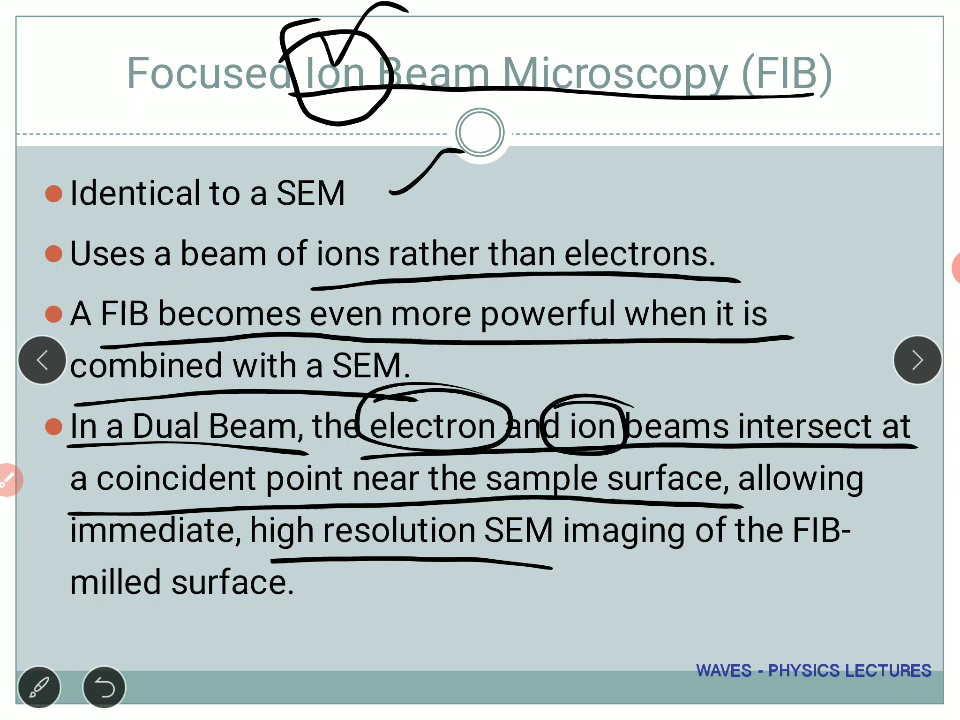 Focused Ion Beam Microscopy (FIB)
Identical to a SEM
Uses a beam of ions rather than electrons.
A FIB becomes even more powerful when it is
combined with a SEM.
In a Dual Beam, the electron and ion beams intersect at
a coincident point near the sample surface, allowing
immediate, high resolution SEM imaging of the FIB-
milled surface.
WAVES - PHYSICS LECTURES